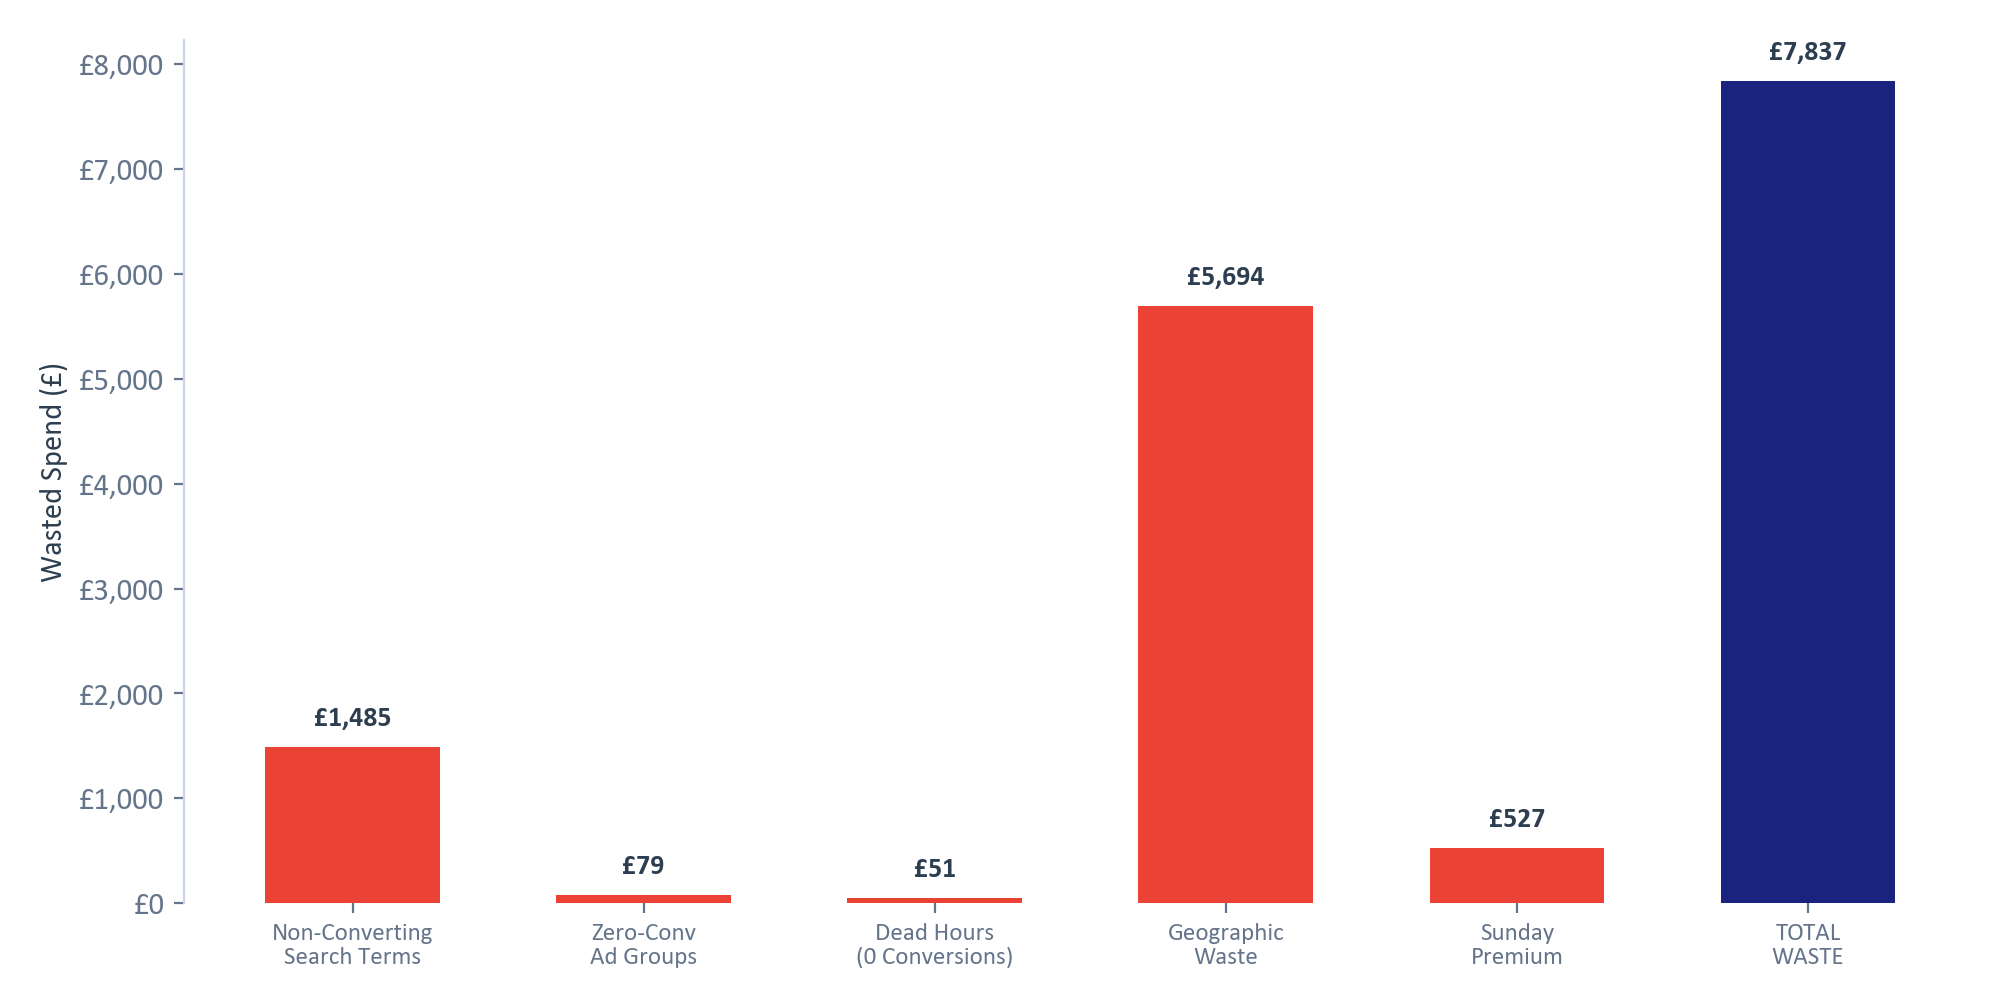 Wasted Spend (£)
£8,000
£7,000
£6,000
£5,000
£4,000
£3,000
£2,000
£1,000
£0
£1,485
£79
£51
£5,694
£527
£7,837
Non-Converting
Search Terms
Zero-Conv
Ad Groups
Dead Hours
(0 Conversions)
Geographic
Waste
Sunday
Premium
TOTAL
WASTE